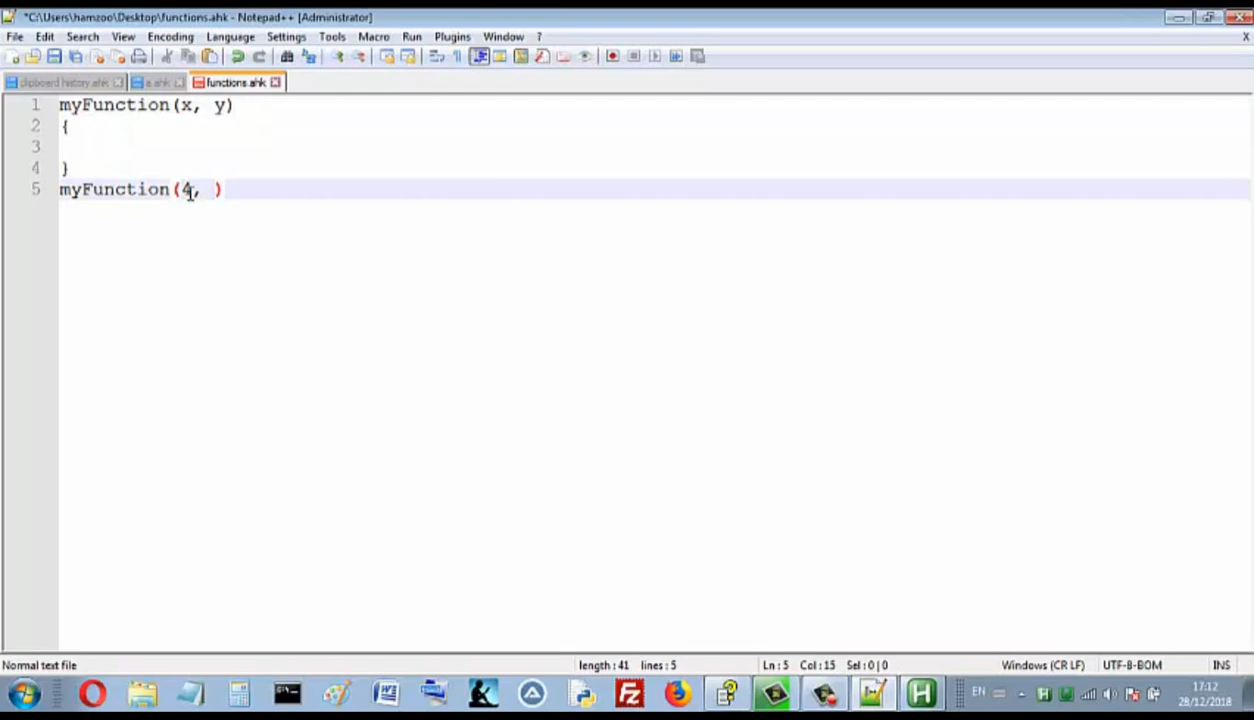 *C:\Users\hamzoo\Desktop\functions.ahk - Notepad++ [Administrator]
File Edit Search View Encoding Language Settings Tools Macro Run Plugins Window ? X
clipboard history.ahk a.ahk functions.ahk
1 myFunction(x, y)
2 {
3
4 }
5 myFunction(4, )
Normal text file length : 41 lines : 5 Ln : 5 Col : 15 Sel : 0 | 0 Windows (CR LF) UTF-8-BOM INS
EN 17:12
28/12/2018